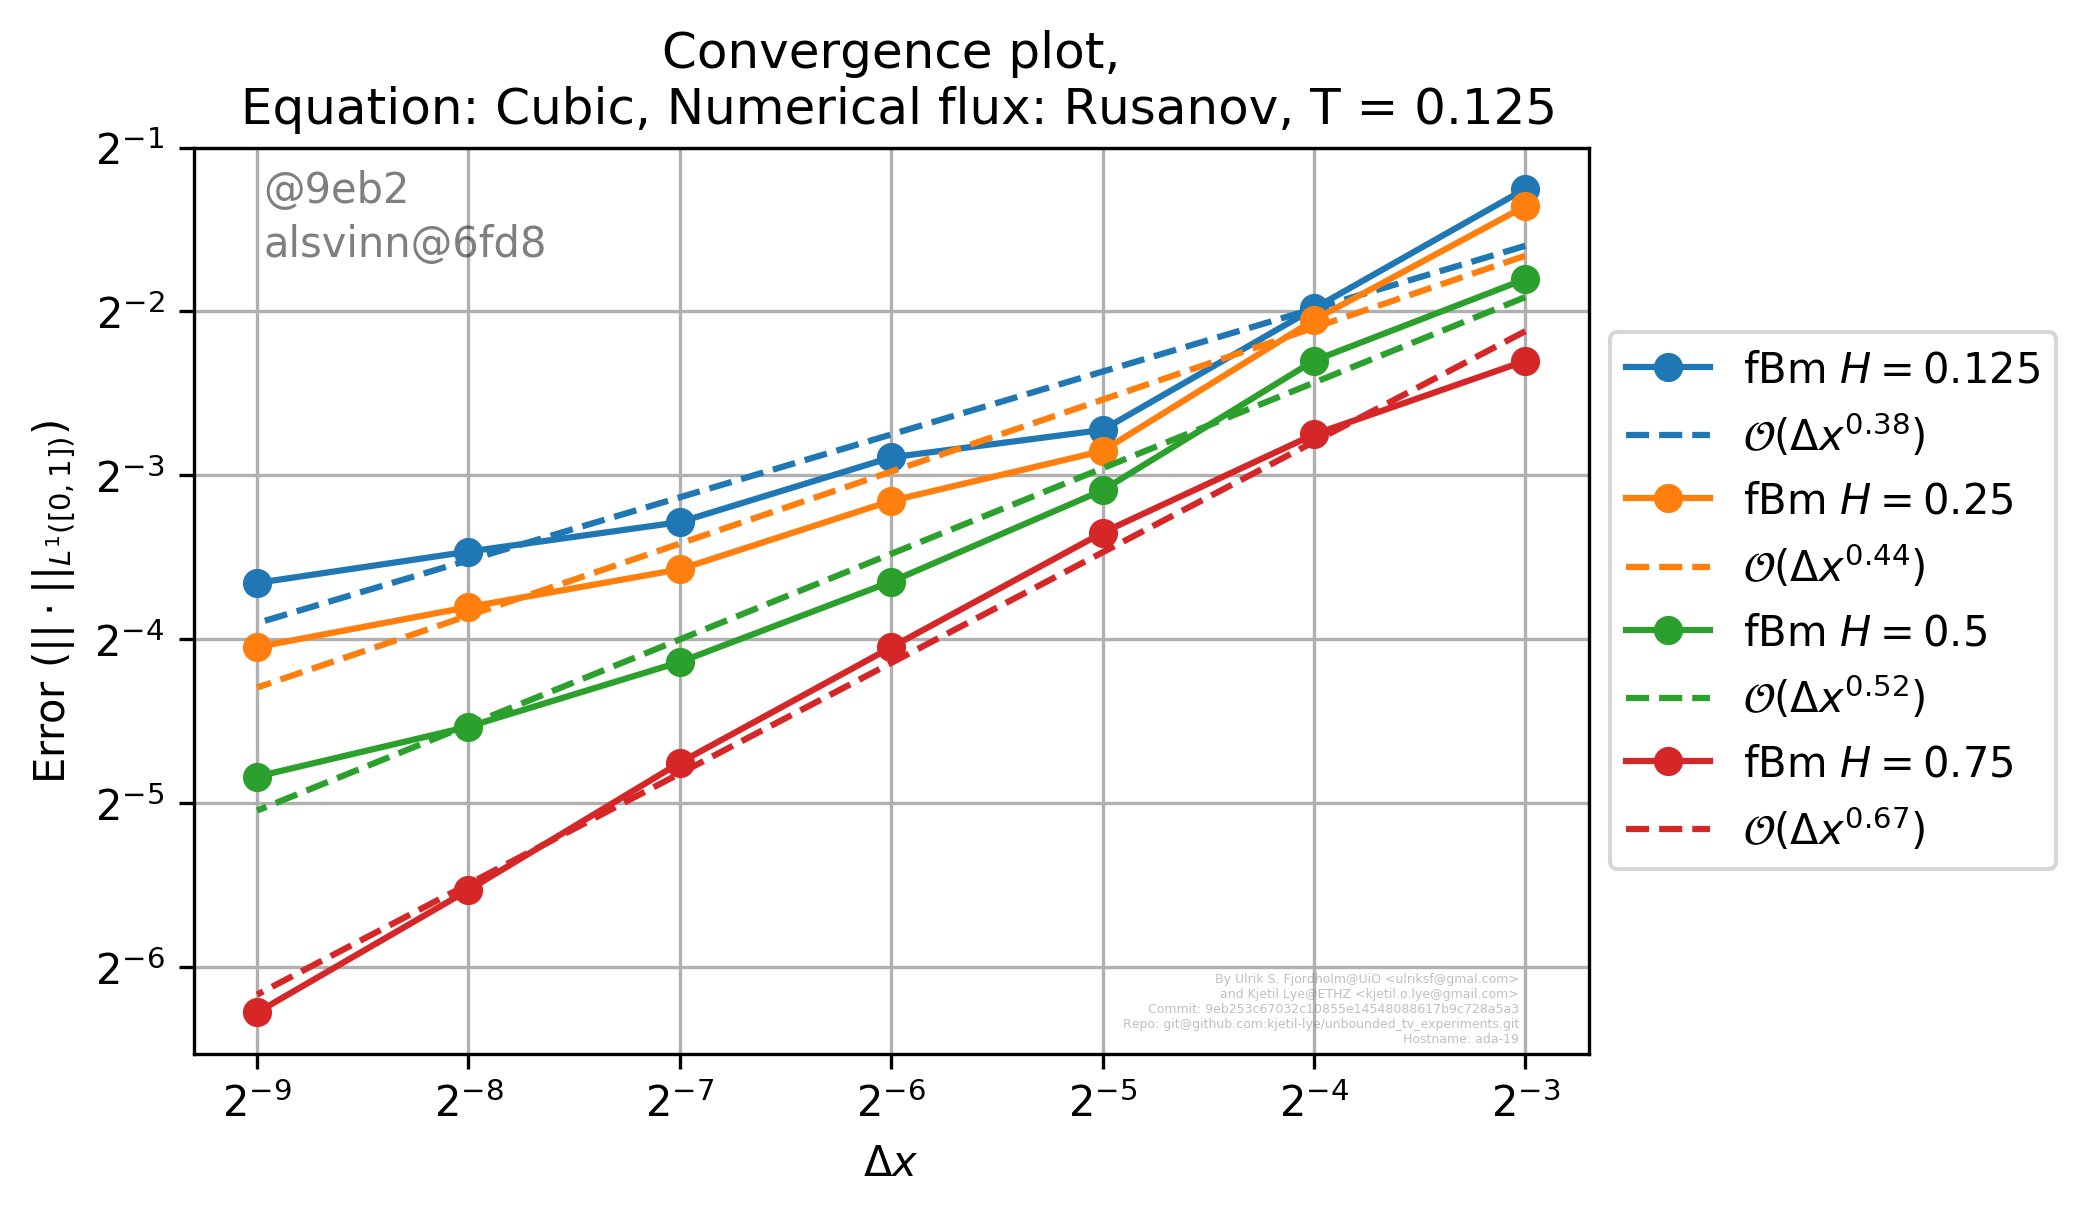 Convergence plot,
Equation: Cubic, Numerical flux: Rusanov, T = 0.125
@9eb2
alsvinn@6fd8
2⁻¹
2⁻²
2⁻³
2⁻⁴
2⁻⁵
2⁻⁶
Error (|| · ||_{L¹([0, 1])})
fBm H = 0.125
𝒪(Δx^{0.38})
fBm H = 0.25
𝒪(Δx^{0.44})
fBm H = 0.5
𝒪(Δx^{0.52})
fBm H = 0.75
𝒪(Δx^{0.67})
By Ulrik S. Fjordholm@UiO <ulriksf@gmal.com>
and Kjetil Lye@ETHZ <kjetil.o.lye@gmail.com>
Commit: 9eb253c67032c10855e14548088617b9c728a5a3
Repo: git@github.com:kjetil-lye/unbounded_tv_experiments.git
Hostname: ada-19
2⁻⁹ 2⁻⁸ 2⁻⁷ 2⁻⁶ 2⁻⁵ 2⁻⁴ 2⁻³
Δx